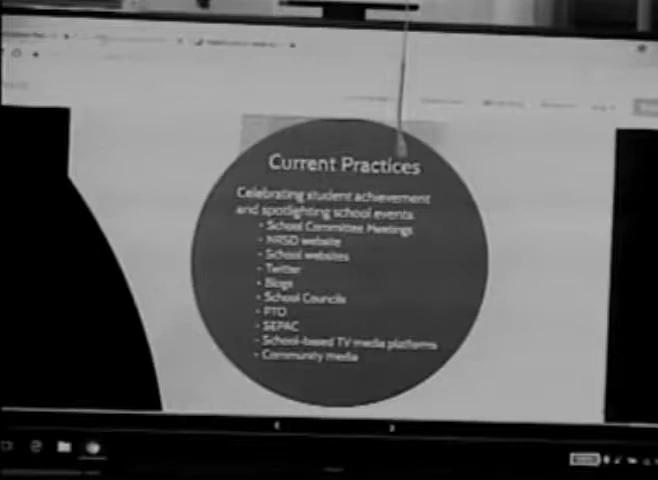 Current Practices
Celebrating student achievement
and spotlighting school events
- School Committee Meetings
- NRSD website
- School websites
- Twitter
- Blogs
- School Councils
- PTO
- SEPAC
- School-based TV media platforms
- Community media